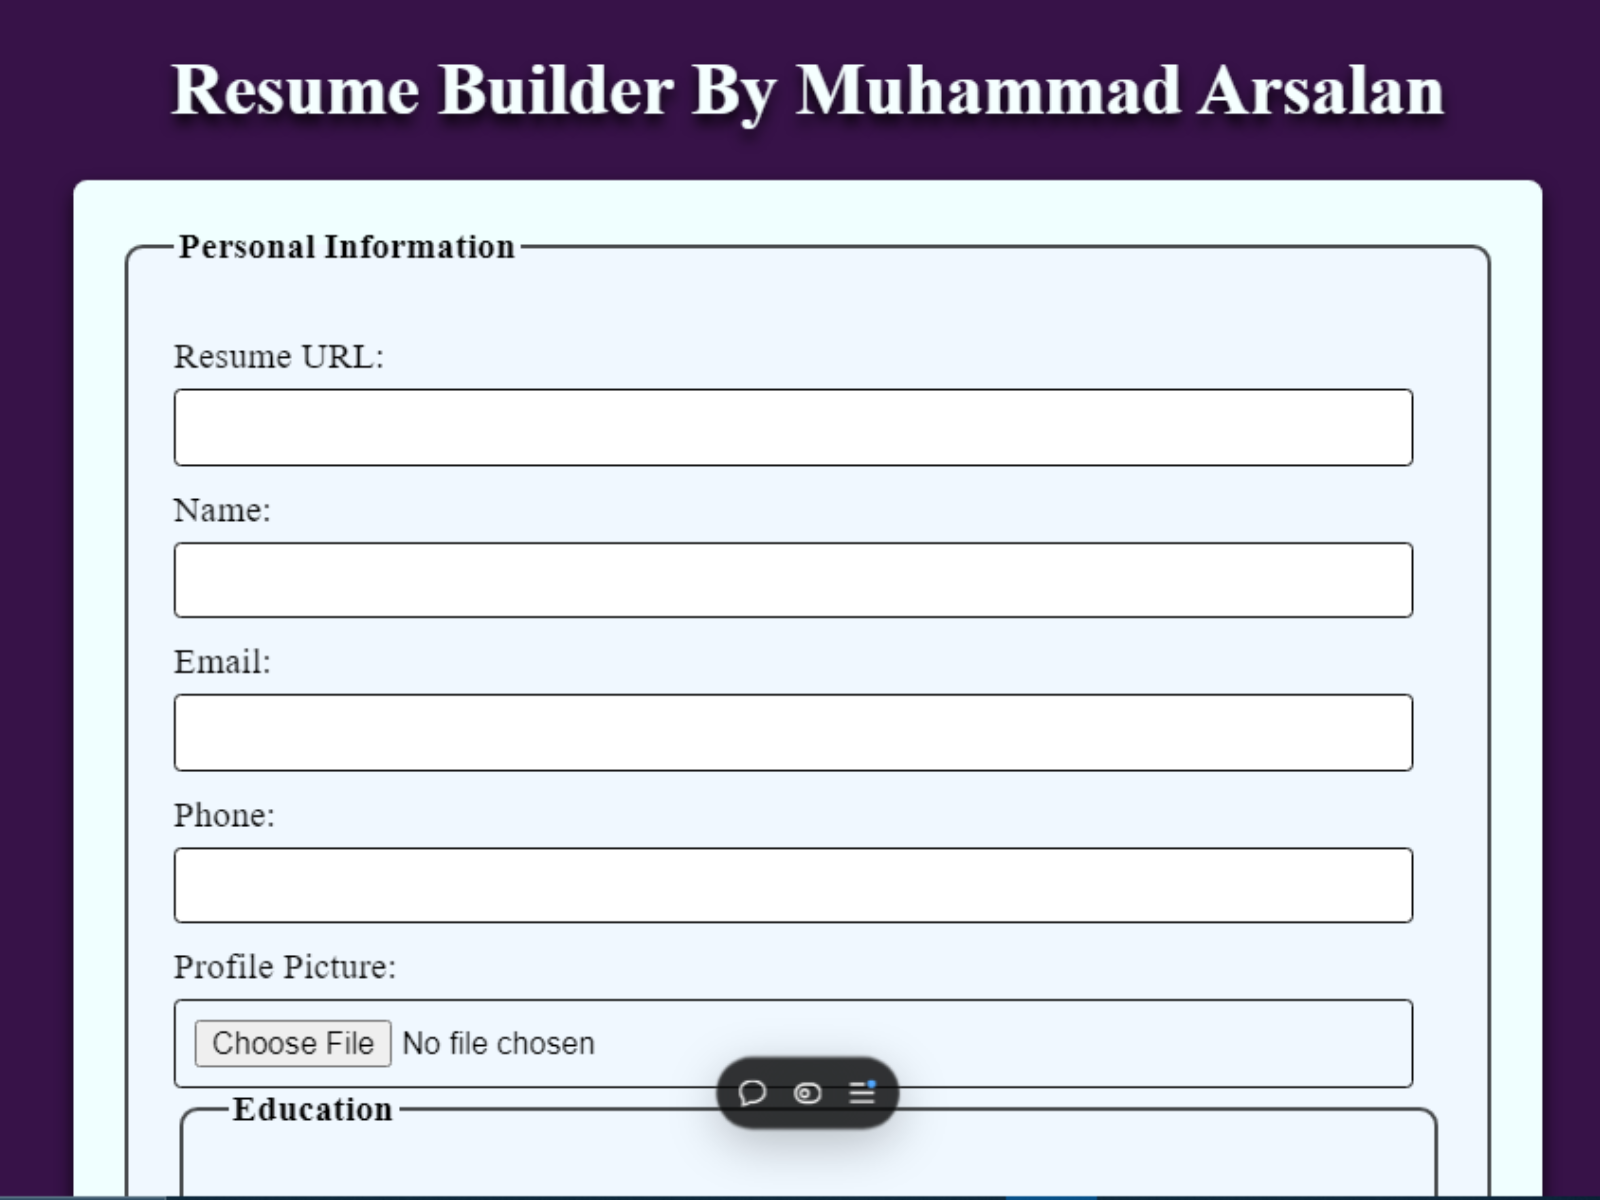 Resume Builder By Muhammad Arsalan
Personal Information
Resume URL:
Name:
Email:
Phone:
Profile Picture:
Choose File No file chosen
Education